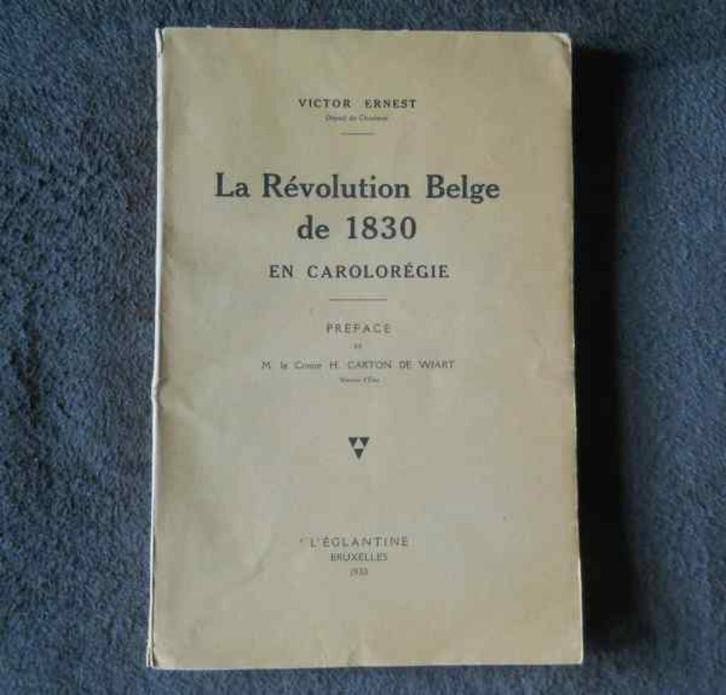 VICTOR ERNEST
Député de Charleroi
La Révolution Belge
de 1830
EN CAROLORÉGIE
PRÉFACE
DE
M. le Comte H. CARTON DE WIART
Ministre d'État
L'ÉGLANTINE
BRUXELLES